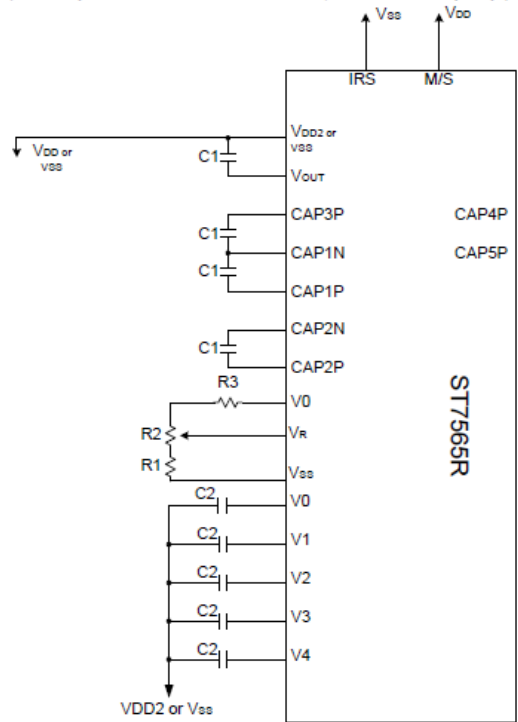 Vss VDD
IRS M/S
VDD or
vss
C1
VDD2 or
vss
VOUT
C1
CAP3P CAP4P
C1
CAP1N CAP5P
CAP1P
C1
CAP2N
CAP2P
R3
V0
R2
VR
R1
Vss
C2
V0
C2
V1
C2
V2
C2
V3
C2
V4
VDD2 or Vss
ST7565R